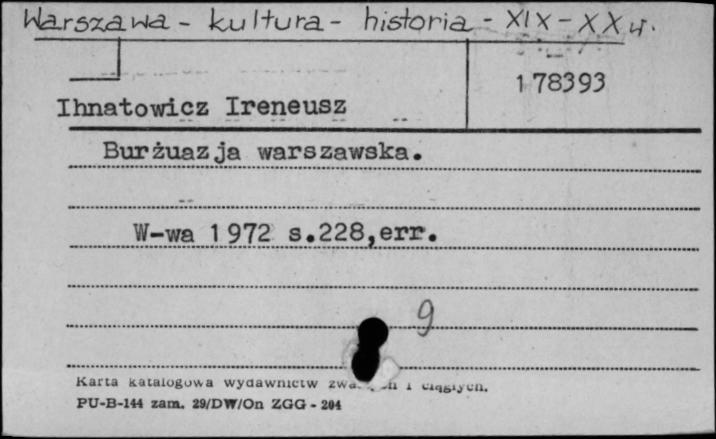 Warszawa - kultura - historia - XIX - XX w.
178393
Ihnatowicz Ireneusz
Burżuazja warszawska.
W-wa 1972 s.228,err.
9
Karta katalogowa wydawnictw i ciągłych.
PU-B-144 zam. 29/DW/On ZGG - 204